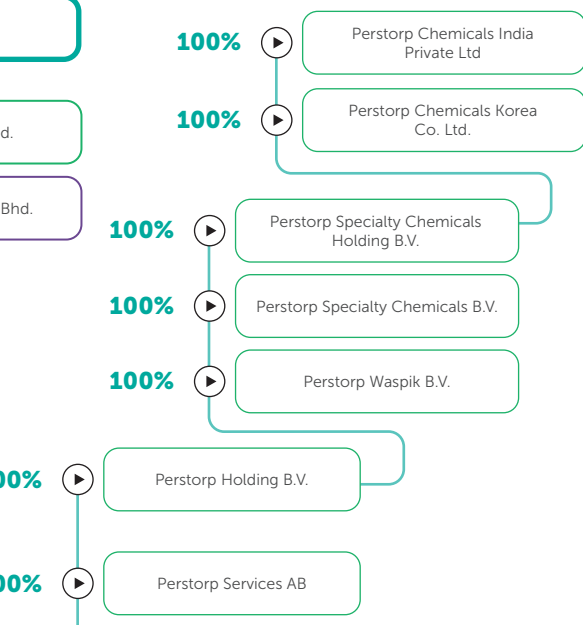 100%
Perstorp Chemicals India
Private Ltd
100%
Perstorp Chemicals Korea
Co. Ltd.
d.
Bhd.
100%
Perstorp Specialty Chemicals
Holding B.V.
100%
Perstorp Specialty Chemicals B.V.
100%
Perstorp Waspik B.V.
00%
Perstorp Holding B.V.
00%
Perstorp Services AB